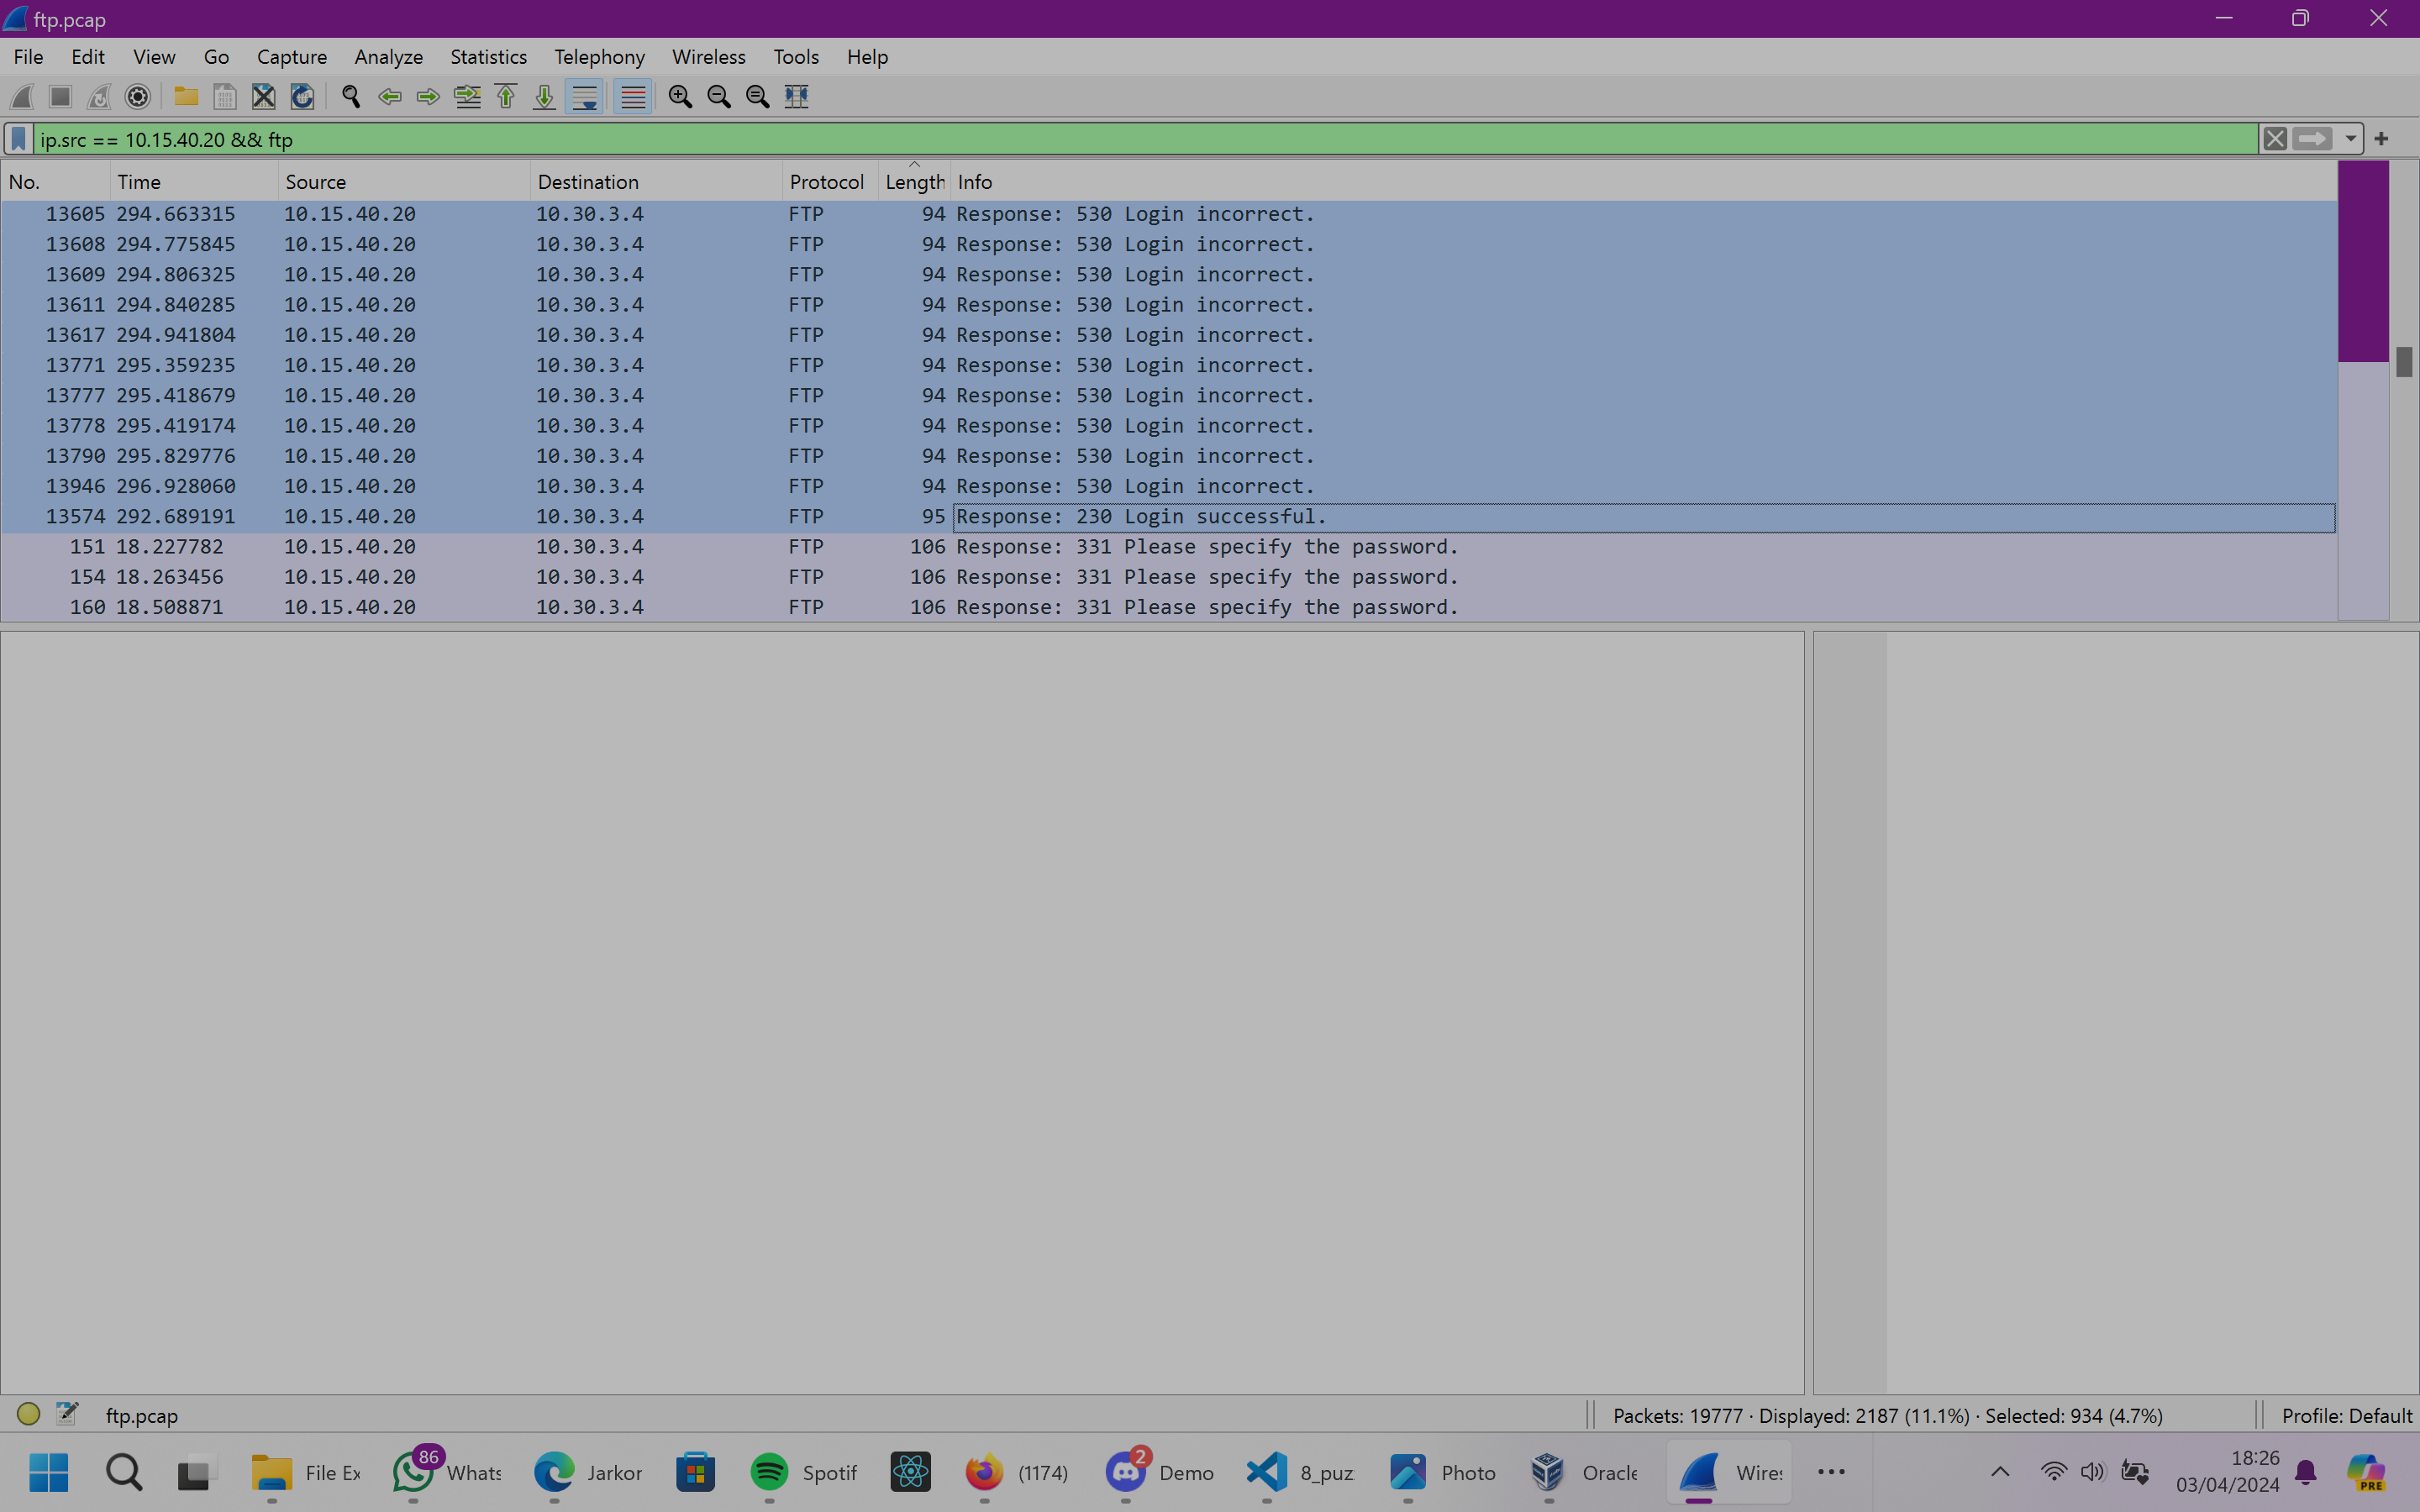 ftp.pcap
File Edit View Go Capture Analyze Statistics Telephony Wireless Tools Help
ip.src == 10.15.40.20 && ftp
No. Time Source Destination Protocol Length Info
13605 294.663315 10.15.40.20 10.30.3.4 FTP 94 Response: 530 Login incorrect.
13608 294.775845 10.15.40.20 10.30.3.4 FTP 94 Response: 530 Login incorrect.
13609 294.806325 10.15.40.20 10.30.3.4 FTP 94 Response: 530 Login incorrect.
13611 294.840285 10.15.40.20 10.30.3.4 FTP 94 Response: 530 Login incorrect.
13617 294.941804 10.15.40.20 10.30.3.4 FTP 94 Response: 530 Login incorrect.
13771 295.359235 10.15.40.20 10.30.3.4 FTP 94 Response: 530 Login incorrect.
13777 295.418679 10.15.40.20 10.30.3.4 FTP 94 Response: 530 Login incorrect.
13778 295.419174 10.15.40.20 10.30.3.4 FTP 94 Response: 530 Login incorrect.
13790 295.829776 10.15.40.20 10.30.3.4 FTP 94 Response: 530 Login incorrect.
13946 296.928060 10.15.40.20 10.30.3.4 FTP 94 Response: 530 Login incorrect.
13574 292.689191 10.15.40.20 10.30.3.4 FTP 95 Response: 230 Login successful.
151 18.227782 10.15.40.20 10.30.3.4 FTP 106 Response: 331 Please specify the password.
154 18.263456 10.15.40.20 10.30.3.4 FTP 106 Response: 331 Please specify the password.
160 18.508871 10.15.40.20 10.30.3.4 FTP 106 Response: 331 Please specify the password.
ftp.pcap Packets: 19777 · Displayed: 2187 (11.1%) · Selected: 934 (4.7%) Profile: Default
File Ex 86 Whats Jarkor Spotif (1174) 2 Demo 8_puz Photo Oracle Wires 18:26
03/04/2024 PRE